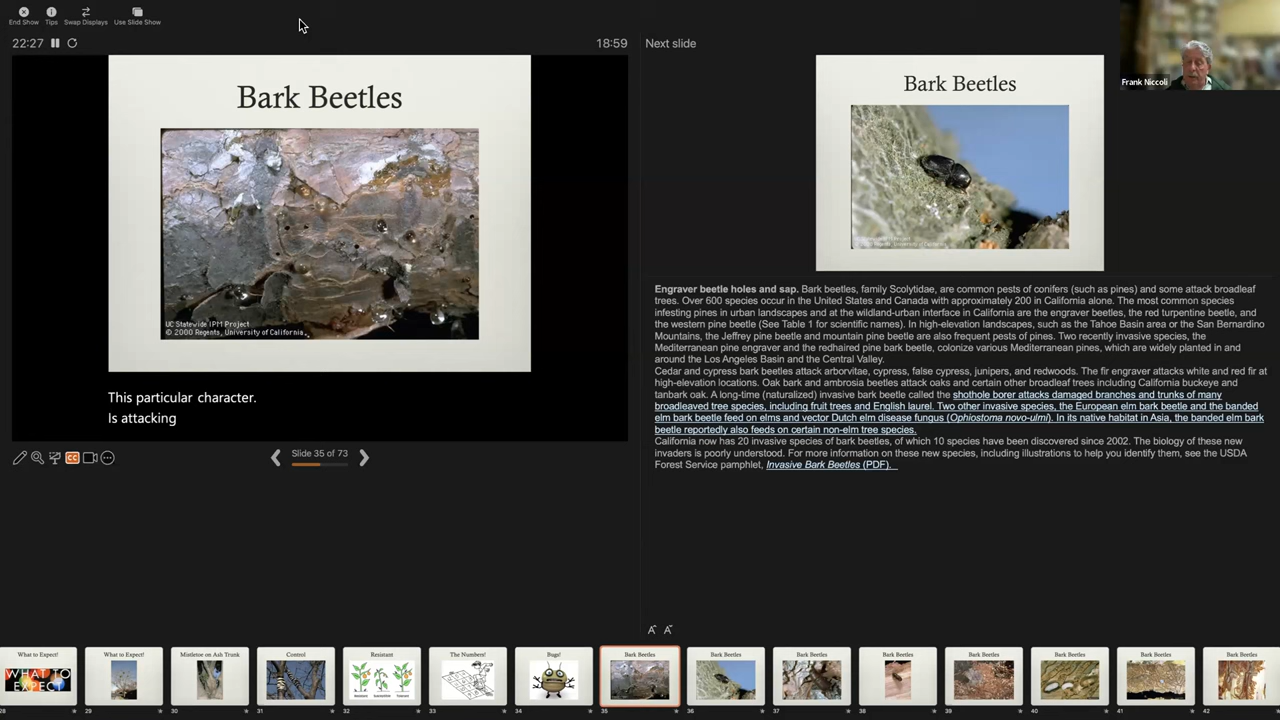 End Show
Tips
Swap Displays
Use Slide Show
22:27
18:59
Next slide
Bark Beetles
UC Statewide IPM Project
© 2000 Regents, University of California
Bark Beetles
Frank Niccoli
This particular character.
Is attacking
Slide 35 of 73
Engraver beetle holes and sap. Bark beetles, family Scolytidae, are common pests of conifers (such as pines) and some attack broadleaf
trees. Over 600 species occur in the United States and Canada with approximately 200 in California alone. The most common species
infesting pines in urban landscapes and at the wildland-urban interface in California are the engraver beetles, the red turpentine beetle, and
the western pine beetle (See Table 1 for scientific names). In high-elevation landscapes, such as the Tahoe Basin area or the San Bernardino
Mountains, the Jeffrey pine beetle and mountain pine beetle are also frequent pests of pines. Two recently invasive species, the
Mediterranean pine engraver and the redhaired pine bark beetle, colonize various Mediterranean pines, which are widely planted in and
around the Los Angeles Basin and the Central Valley.
Cedar and cypress bark beetles attack arborvitae, cypress, false cypress, junipers, and redwoods. The fir engraver attacks white and red fir at
high-elevation locations. Oak bark and ambrosia beetles attack oaks and certain other broadleaf trees including California buckeye and
tanbark oak. A long-time (naturalized) invasive bark beetle called the shothole borer attacks damaged branches and trunks of many
broadleaved tree species, including fruit trees and English laurel. Two other invasive species, the European elm bark beetle and the banded
elm bark beetle feed on elms and vector Dutch elm disease fungus (Ophiostoma novo-ulmi). In its native habitat in Asia, the banded elm bark
beetle reportedly also feeds on certain non-elm tree species.
California now has 20 invasive species of bark beetles, of which 10 species have been discovered since 2002. The biology of these new
invaders is poorly understood. For more information on these new species, including illustrations to help you identify them, see the USDA
Forest Service pamphlet, Invasive Bark Beetles (PDF).
What to Expect!
WHAT TO
EXPECT
What to Expect!
Mistletoe on Ash Trunk
Control
Resistant
The Numbers!
Bugs!
Bark Beetles
Bark Beetles
Bark Beetles
Bark Beetles
Bark Beetles
Bark Beetles
Bark Beetles
Bark Beetles
28
29
30
31
32
33
34
35
36
37
38
39
40
41
42